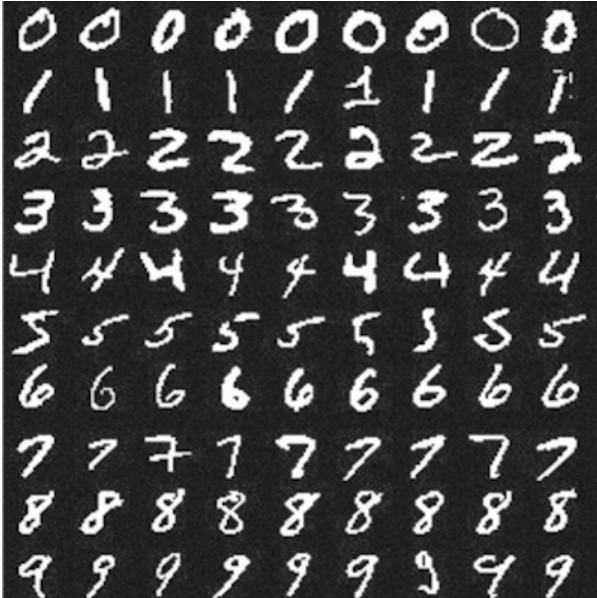 0 0 0 0 0 0 0 0 0
1 1 1 1 1 1 1 1 1
2 2 2 2 2 2 2 2 2
3 3 3 3 3 3 3 3 3
4 4 4 4 4 4 4 4 4
5 5 5 5 5 5 5 5 5
6 6 6 6 6 6 6 6 6
7 7 7 7 7 7 7 7 7
8 8 8 8 8 8 8 8 8
9 9 9 9 9 9 9 9 9